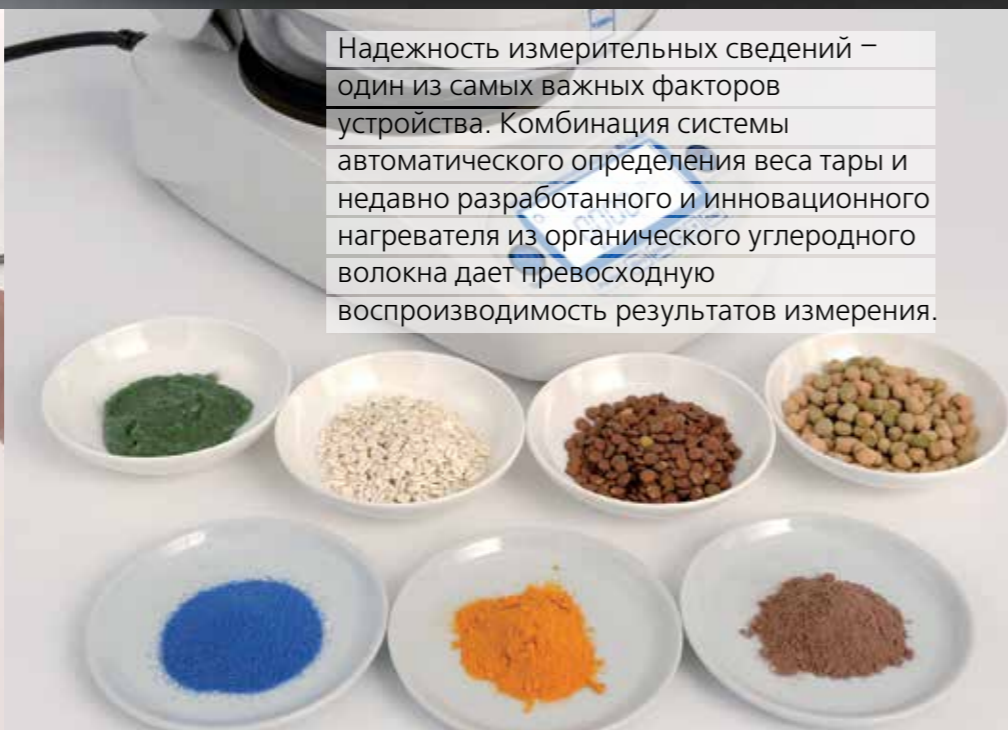 Надежность измерительных сведений –
один из самых важных факторов
устройства. Комбинация системы
автоматического определения веса тары и
недавно разработанного и инновационного
нагревателя из органического углеродного
волокна дает превосходную
воспроизводимость результатов измерения.